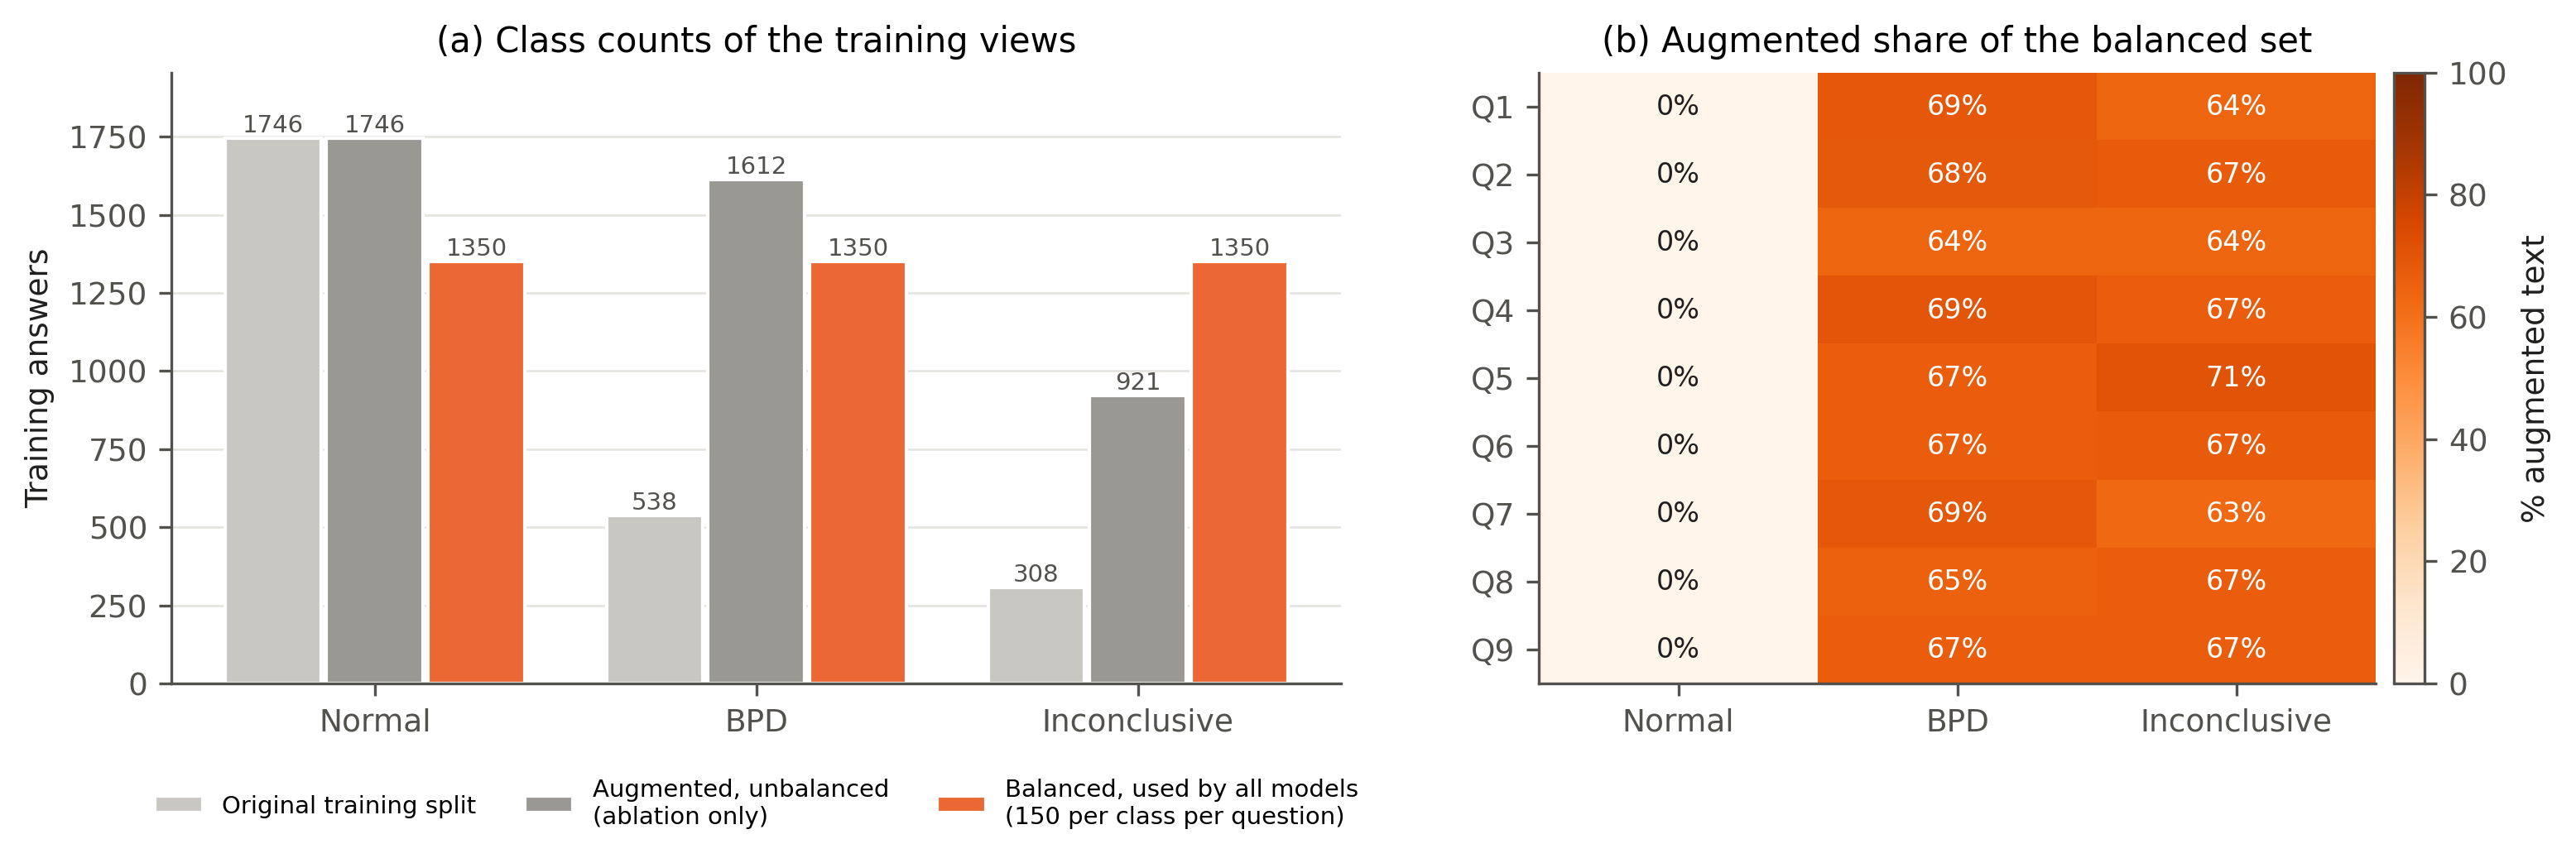 (a) Class counts of the training views
Training answers
1750
1500
1250
1000
750
500
250
0
1746
1746
1350
538
1612
1350
308
921
1350
Normal
BPD
Inconclusive
Original training split
Augmented, unbalanced
(ablation only)
Balanced, used by all models
(150 per class per question)
(b) Augmented share of the balanced set
Q1 0% 69% 64%
Q2 0% 68% 67%
Q3 0% 64% 64%
Q4 0% 69% 67%
Q5 0% 67% 71%
Q6 0% 67% 67%
Q7 0% 69% 63%
Q8 0% 65% 67%
Q9 0% 67% 67%
Normal
BPD
Inconclusive
100
80
60
40
20
0
% augmented text